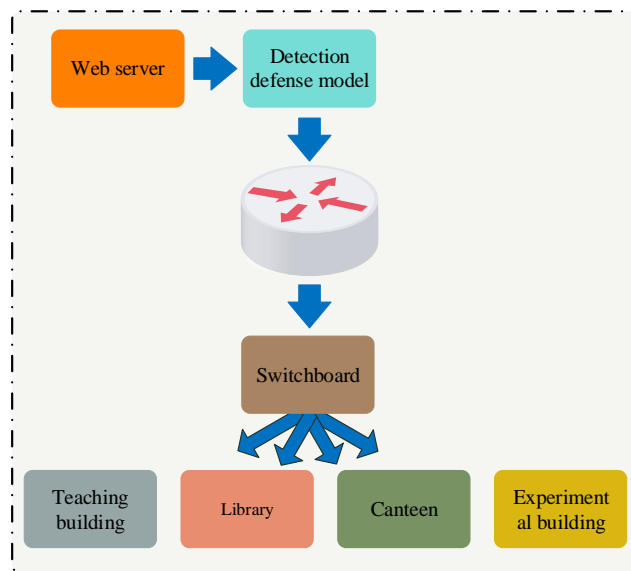 Web server
Detection
defense model
Switchboard
Teaching
building
Library
Canteen
Experiment
al building